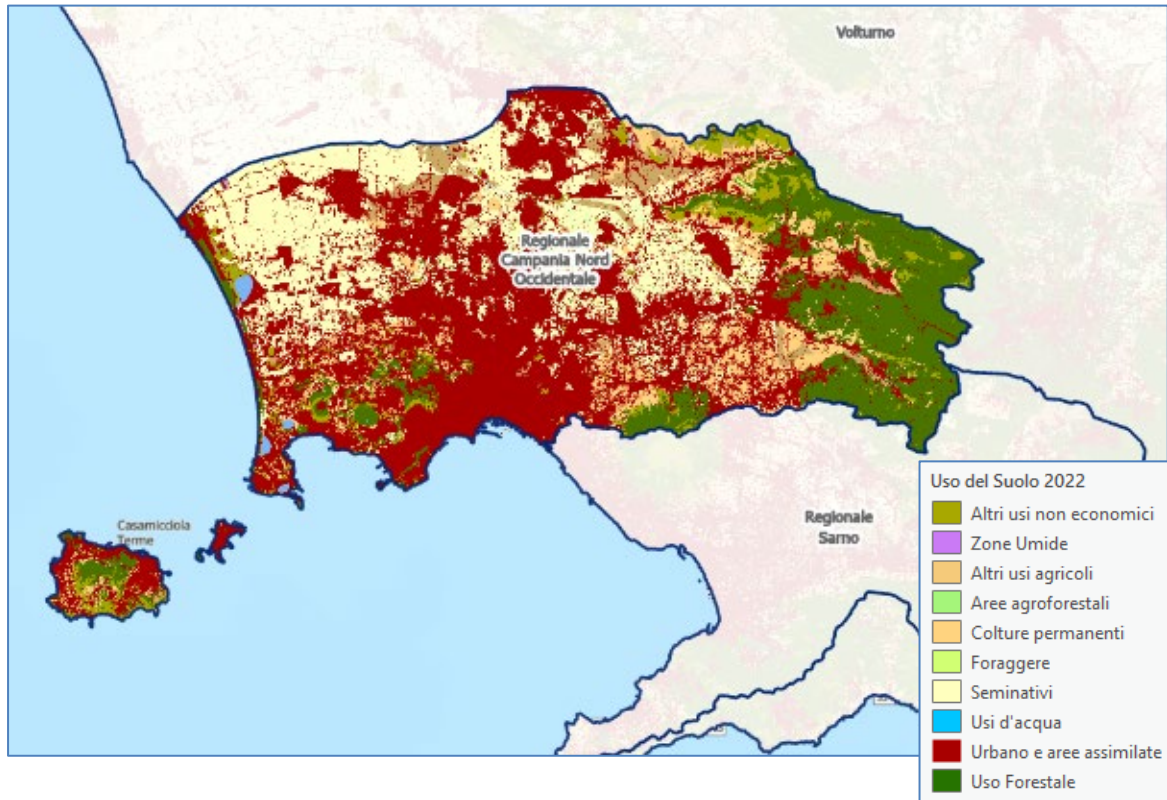 Volturno
Regionale
Campania Nord
Occidentale
Casamicciola
Terme
Regionale
Sarno
Uso del Suolo 2022
Altri usi non economici
Zone Umide
Altri usi agricoli
Aree agroforestali
Colture permanenti
Foraggere
Seminativi
Usi d'acqua
Urbano e aree assimilate
Uso Forestale